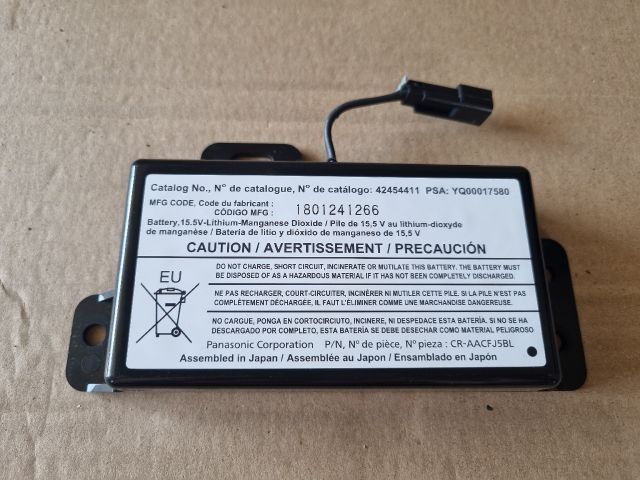 Catalog No., N° de catalogue, N° de catálogo: 42454411 PSA: YQ00017580
MFG CODE, Code du fabricant :
CÓDIGO MFG : 1801241266
Battery,15.5V-Lithium-Manganese Dioxide / Pile de 15,5 V au lithium-dioxyde
de manganèse / Batería de litio y dióxido de manganeso de 15,5 V
CAUTION / AVERTISSEMENT / PRECAUCIÓN
EU
DO NOT CHARGE, SHORT CIRCUIT, INCINERATE OR MUTILATE THIS BATTERY. THE BATTERY MUST
BE DISPOSED OF AS A HAZARDOUS MATERIAL IF IT HAS NOT BEEN COMPLETELY DISCHARGED.
NE PAS RECHARGER, COURT-CIRCUITER, INCINÉRER NI MUTILER CETTE PILE. SI LA PILE N'EST PAS
COMPLÈTEMENT DÉCHARGÉE, IL FAUT L'ÉLIMINER COMME UNE MARCHANDISE DANGEREUSE.
NO CARGUE, PONGA EN CORTOCIRCUITO, INCINERE, NI DESPEDACE ESTA BATERÍA. SI NO SE HA
DESCARGADO POR COMPLETO, ESTA BATERÍA SE DEBE DESECHAR COMO MATERIAL PELIGROSO
Panasonic Corporation P/N, Nº de pièce, Nº pieza : CR-AACFJ5BL
Assembled in Japan / Assemblée au Japon / Ensamblado en Japón